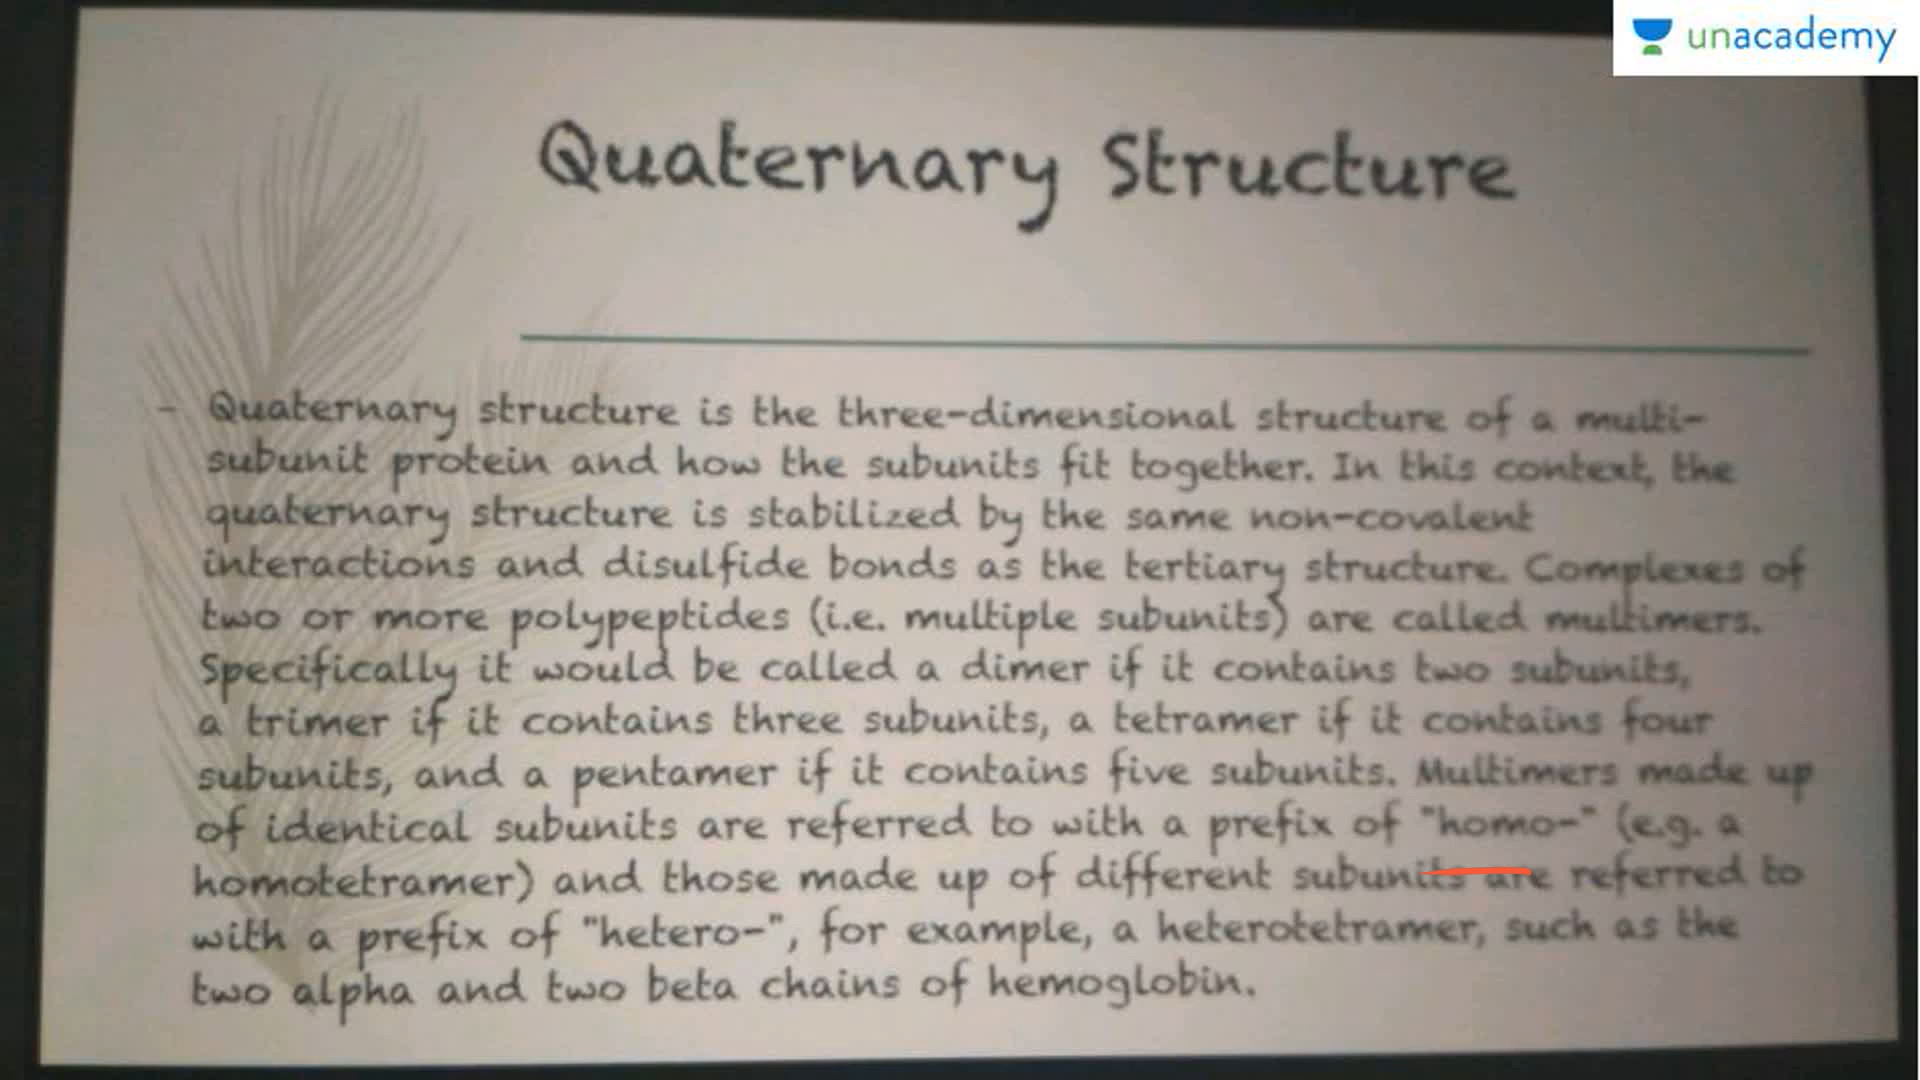 unacademy
Quaternary Structure
- Quaternary structure is the three-dimensional structure of a multi-
subunit protein and how the subunits fit together. In this context, the
quaternary structure is stabilized by the same non-covalent
interactions and disulfide bonds as the tertiary structure. Complexes of
two or more polypeptides (i.e. multiple subunits) are called multimers.
Specifically it would be called a dimer if it contains two subunits,
a trimer if it contains three subunits, a tetramer if it contains four
subunits, and a pentamer if it contains five subunits. Multimers made up
of identical subunits are referred to with a prefix of "homo-" (e.g. a
homotetramer) and those made up of different subunits are referred to
with a prefix of "hetero-", for example, a heterotetramer, such as the
two alpha and two beta chains of hemoglobin.